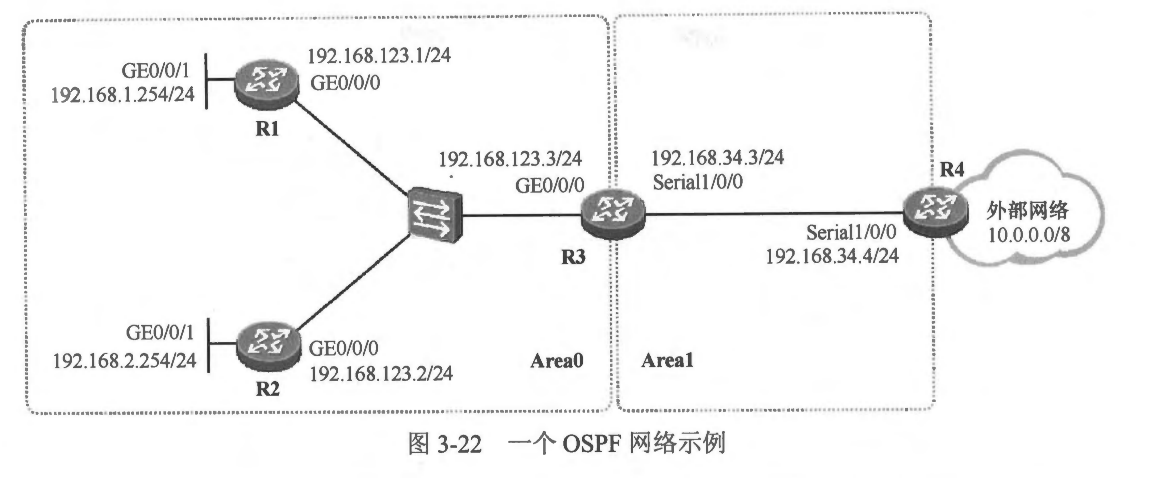 192.168.123.1/24
GE0/0/1
GE0/0/0
192.168.1.254/24
R1
192.168.123.3/24
GE0/0/0
192.168.34.3/24
Serial1/0/0
R4
外部网络
10.0.0.0/8
Serial1/0/0
192.168.34.4/24
R3
GE0/0/1
192.168.2.254/24
GE0/0/0
192.168.123.2/24
R2
Area0
Area1
图 3-22 一个 OSPF 网络示例